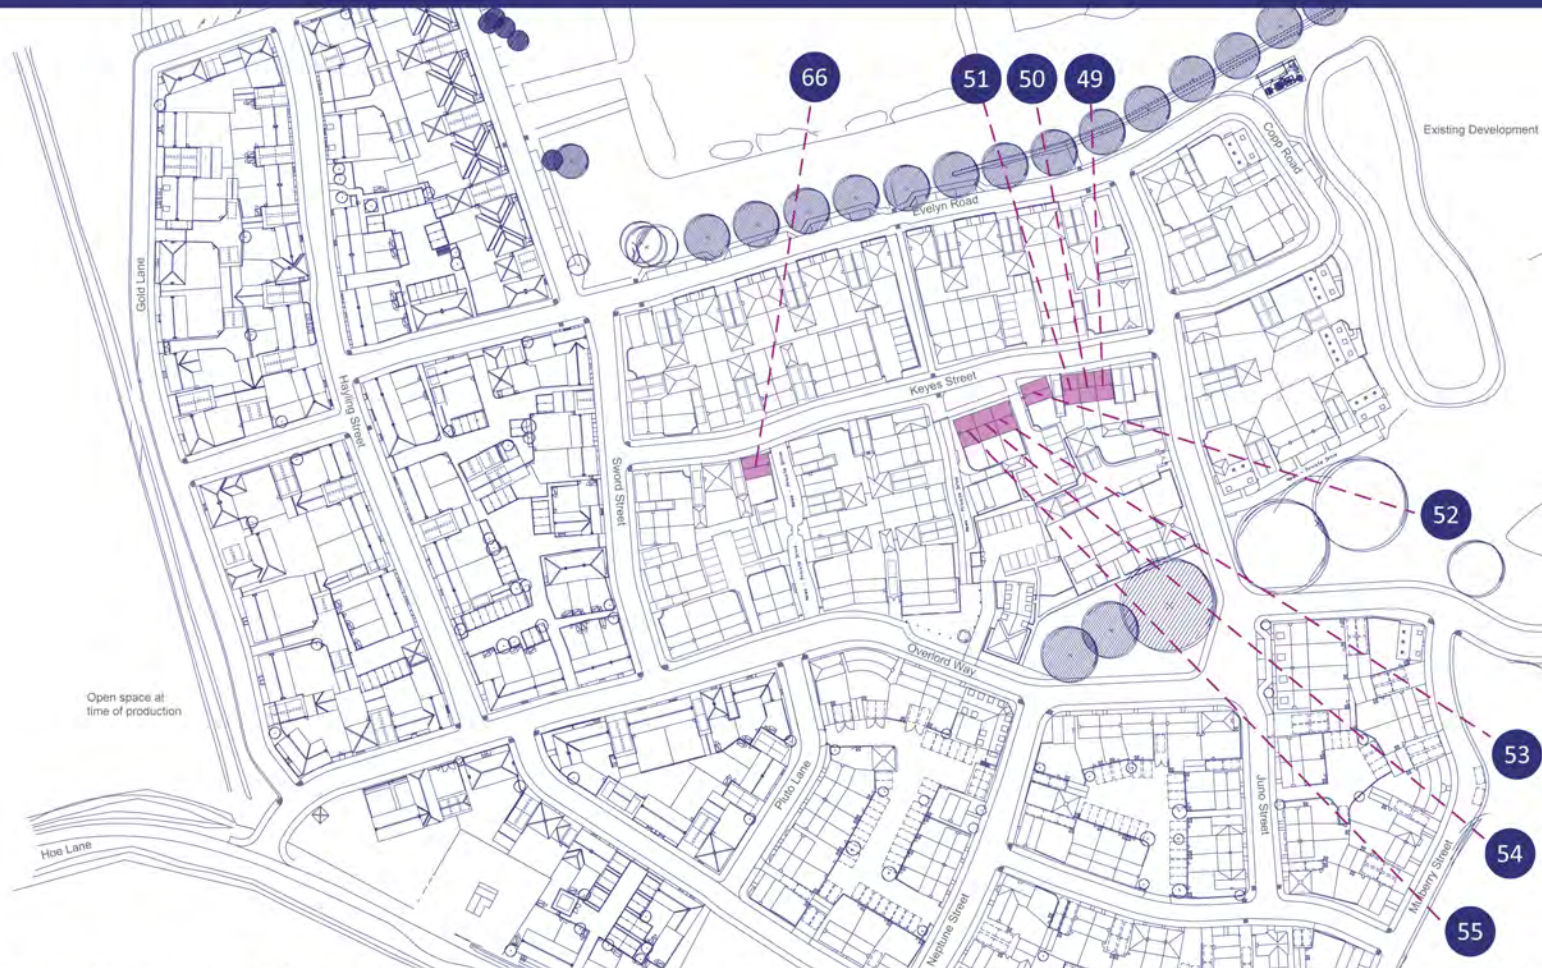 66
51
50
49
Existing Development
Copp Road
Evelyn Road
Gold Lane
Hayling Street
Keyes Street
Sword Street
52
Overlord Way
Open space at
time of production
53
Pluto Lane
Juno Street
Hoe Lane
54
Mulberry Street
Neptune Street
55